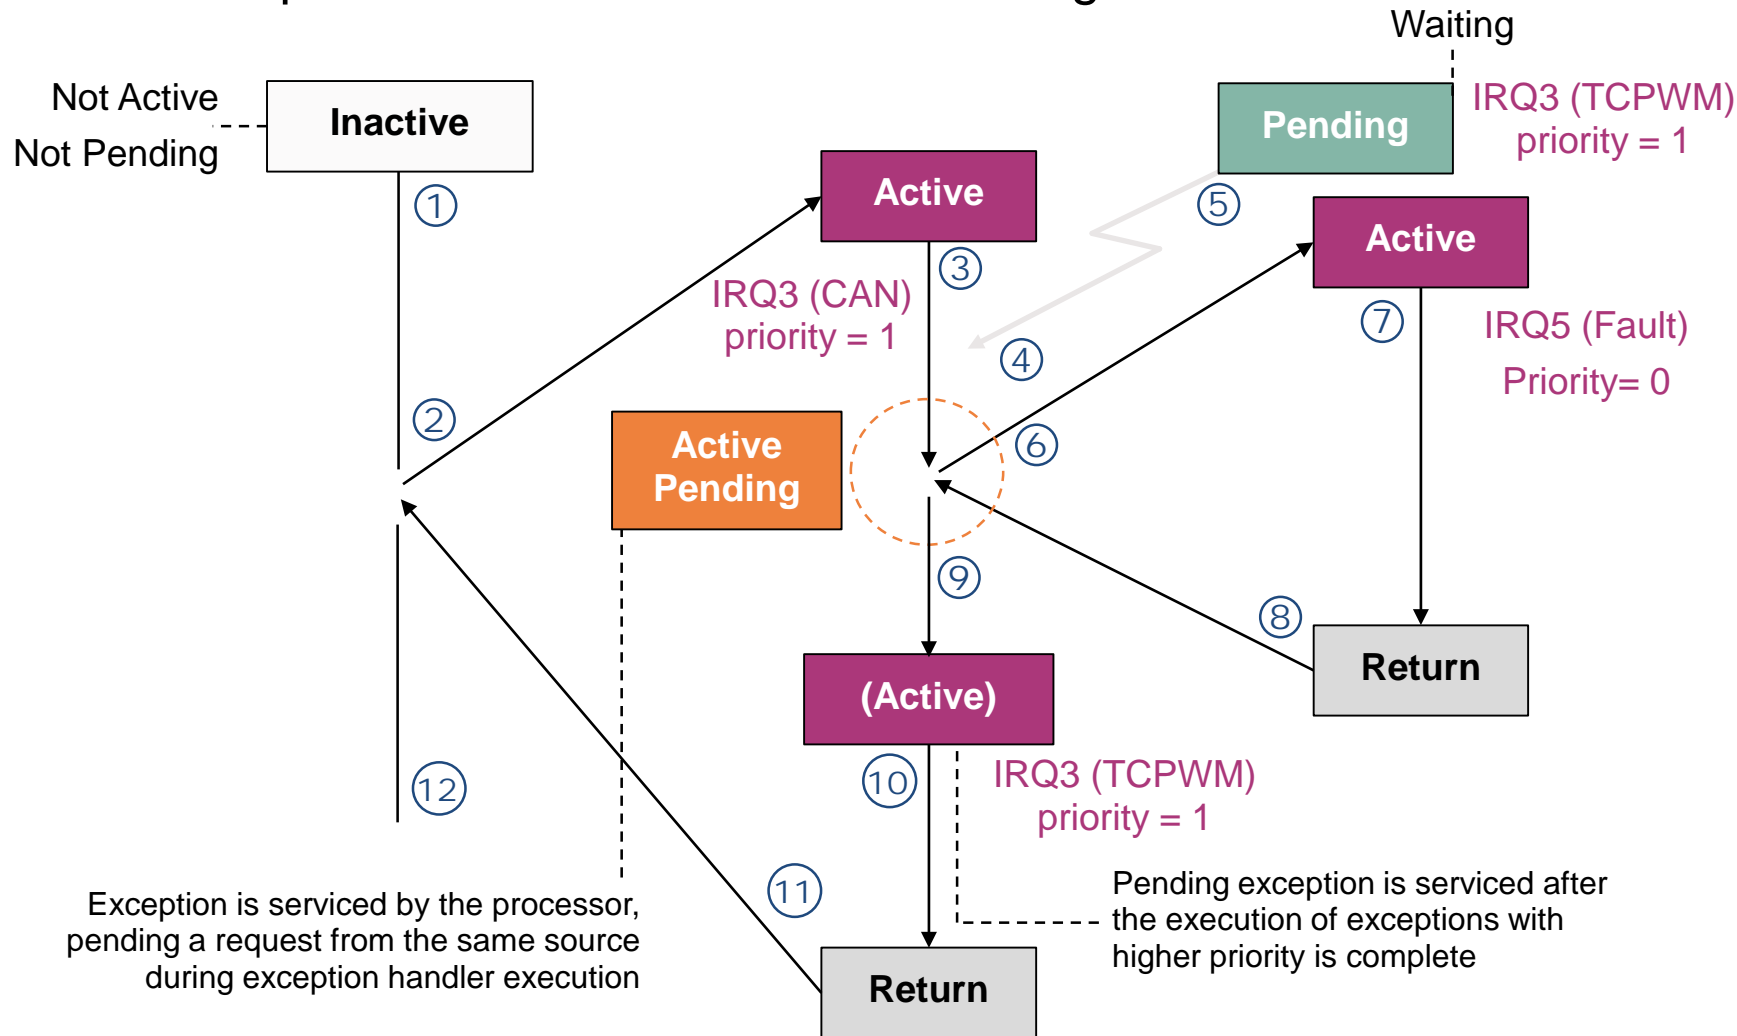 Waiting
Not Active
Not Pending
Inactive
Pending
IRQ3 (TCPWM)
priority = 1
1
Active
5
Active
3
IRQ3 (CAN)
priority = 1
7
IRQ5 (Fault)
Priority= 0
4
2
Active
Pending
6
9
8
(Active)
Return
10
IRQ3 (TCPWM)
priority = 1
12
11
Exception is serviced by the processor,
pending a request from the same source
during exception handler execution
Pending exception is serviced after
the execution of exceptions with
higher priority is complete
Return